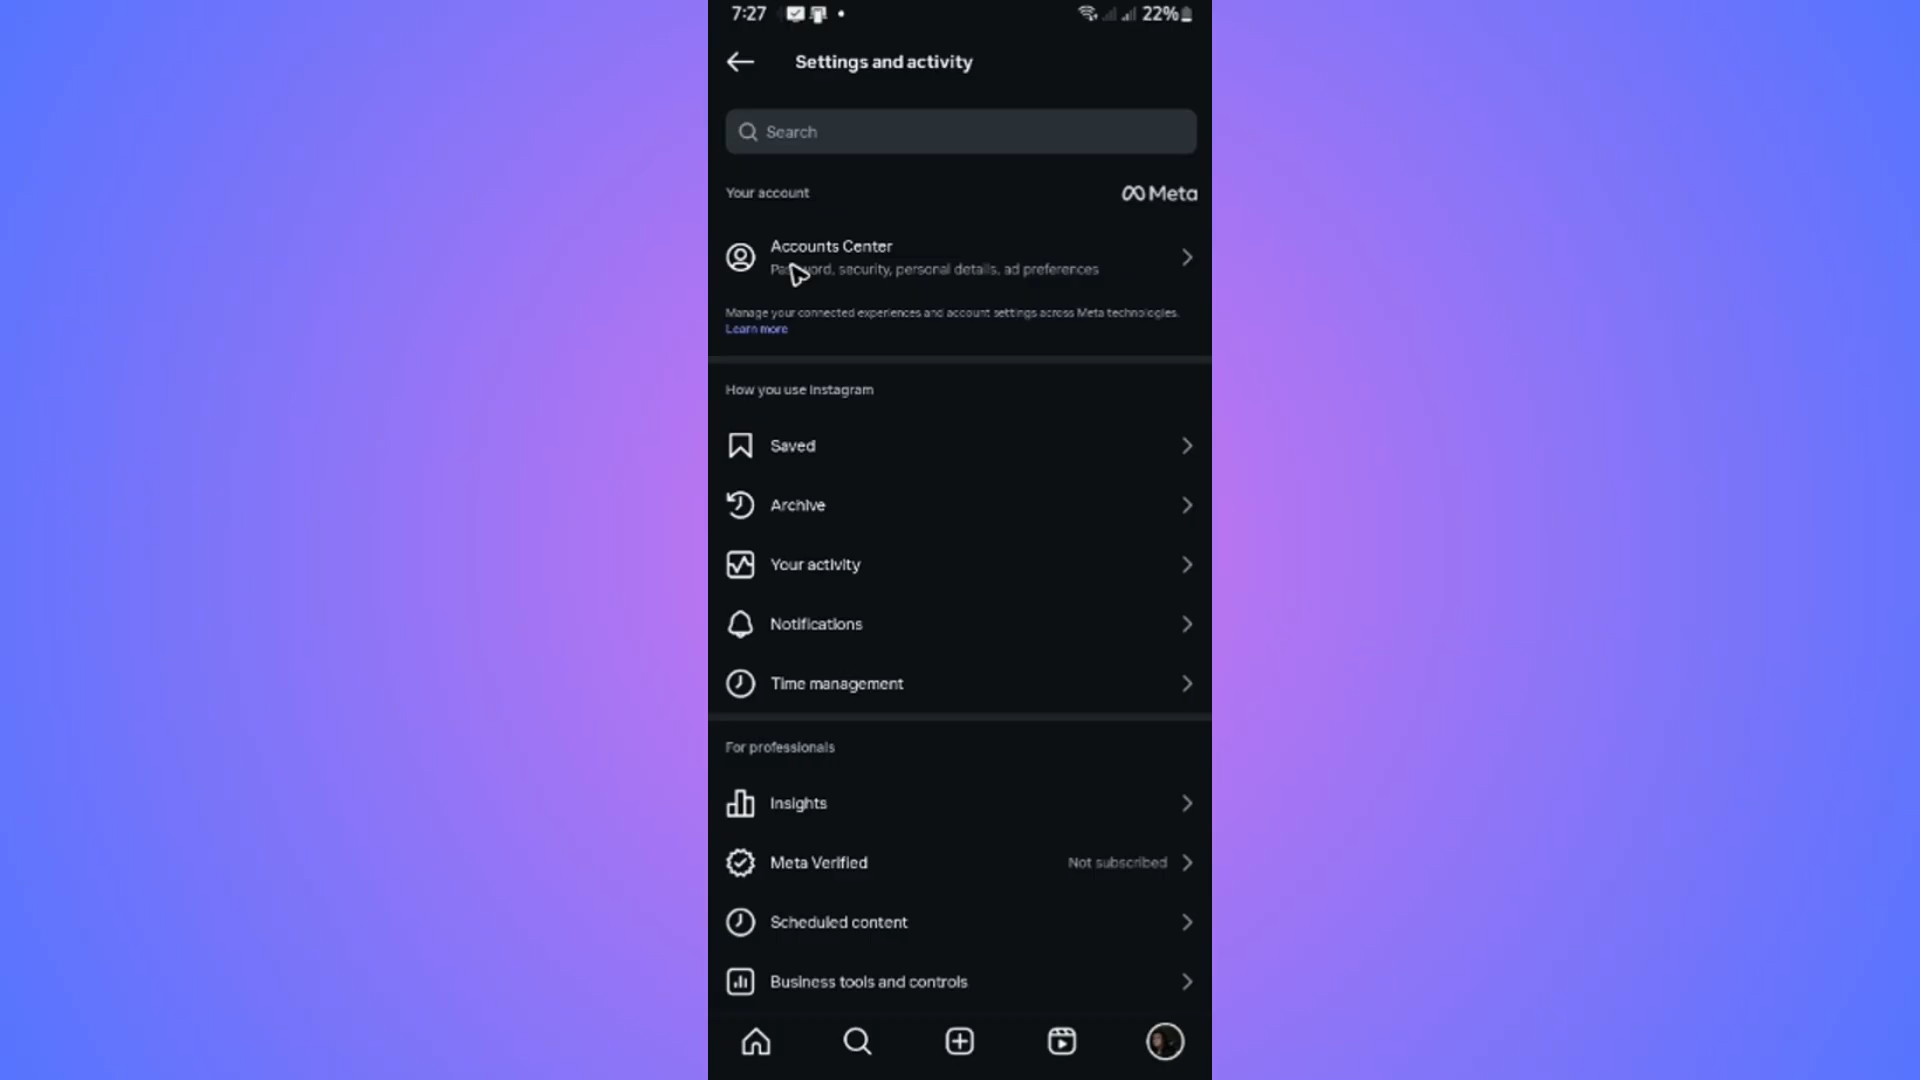 7:27
22%
Settings and activity
Search
Your account
Meta
Accounts Center
security, personal details, ad preferences
Manage your connected experiences and account settings across Meta technologies.
Learn more
How you use Instagram
Saved
Archive
Your activity
Notifications
Time management
For professionals
Insights
Meta Verified
Not subscribed
Scheduled content
Business tools and controls